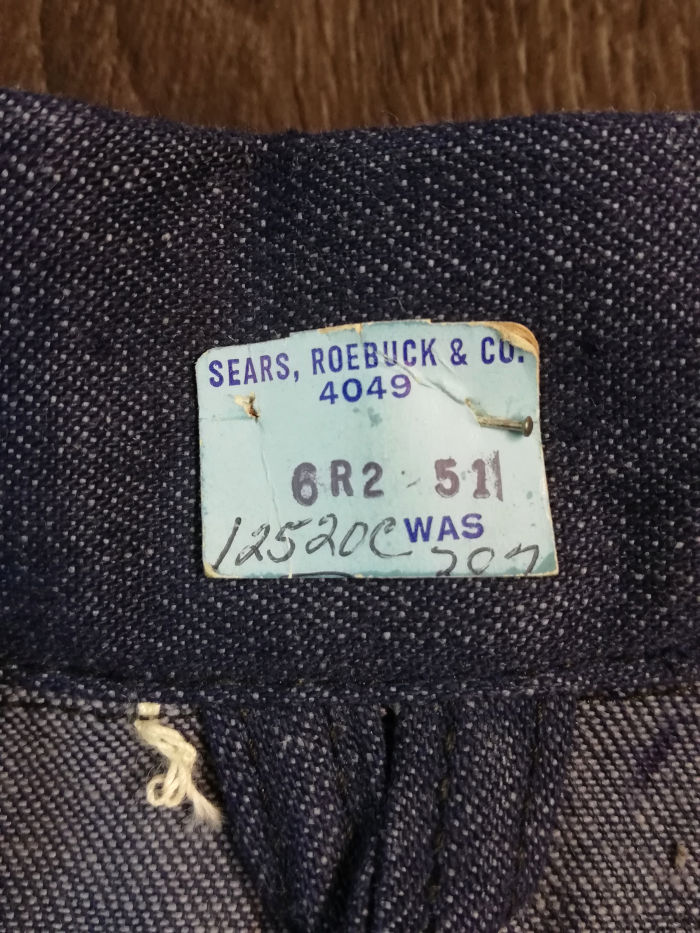 SEARS, ROEBUCK & CO.
4049
6R2 51
12520C WAS